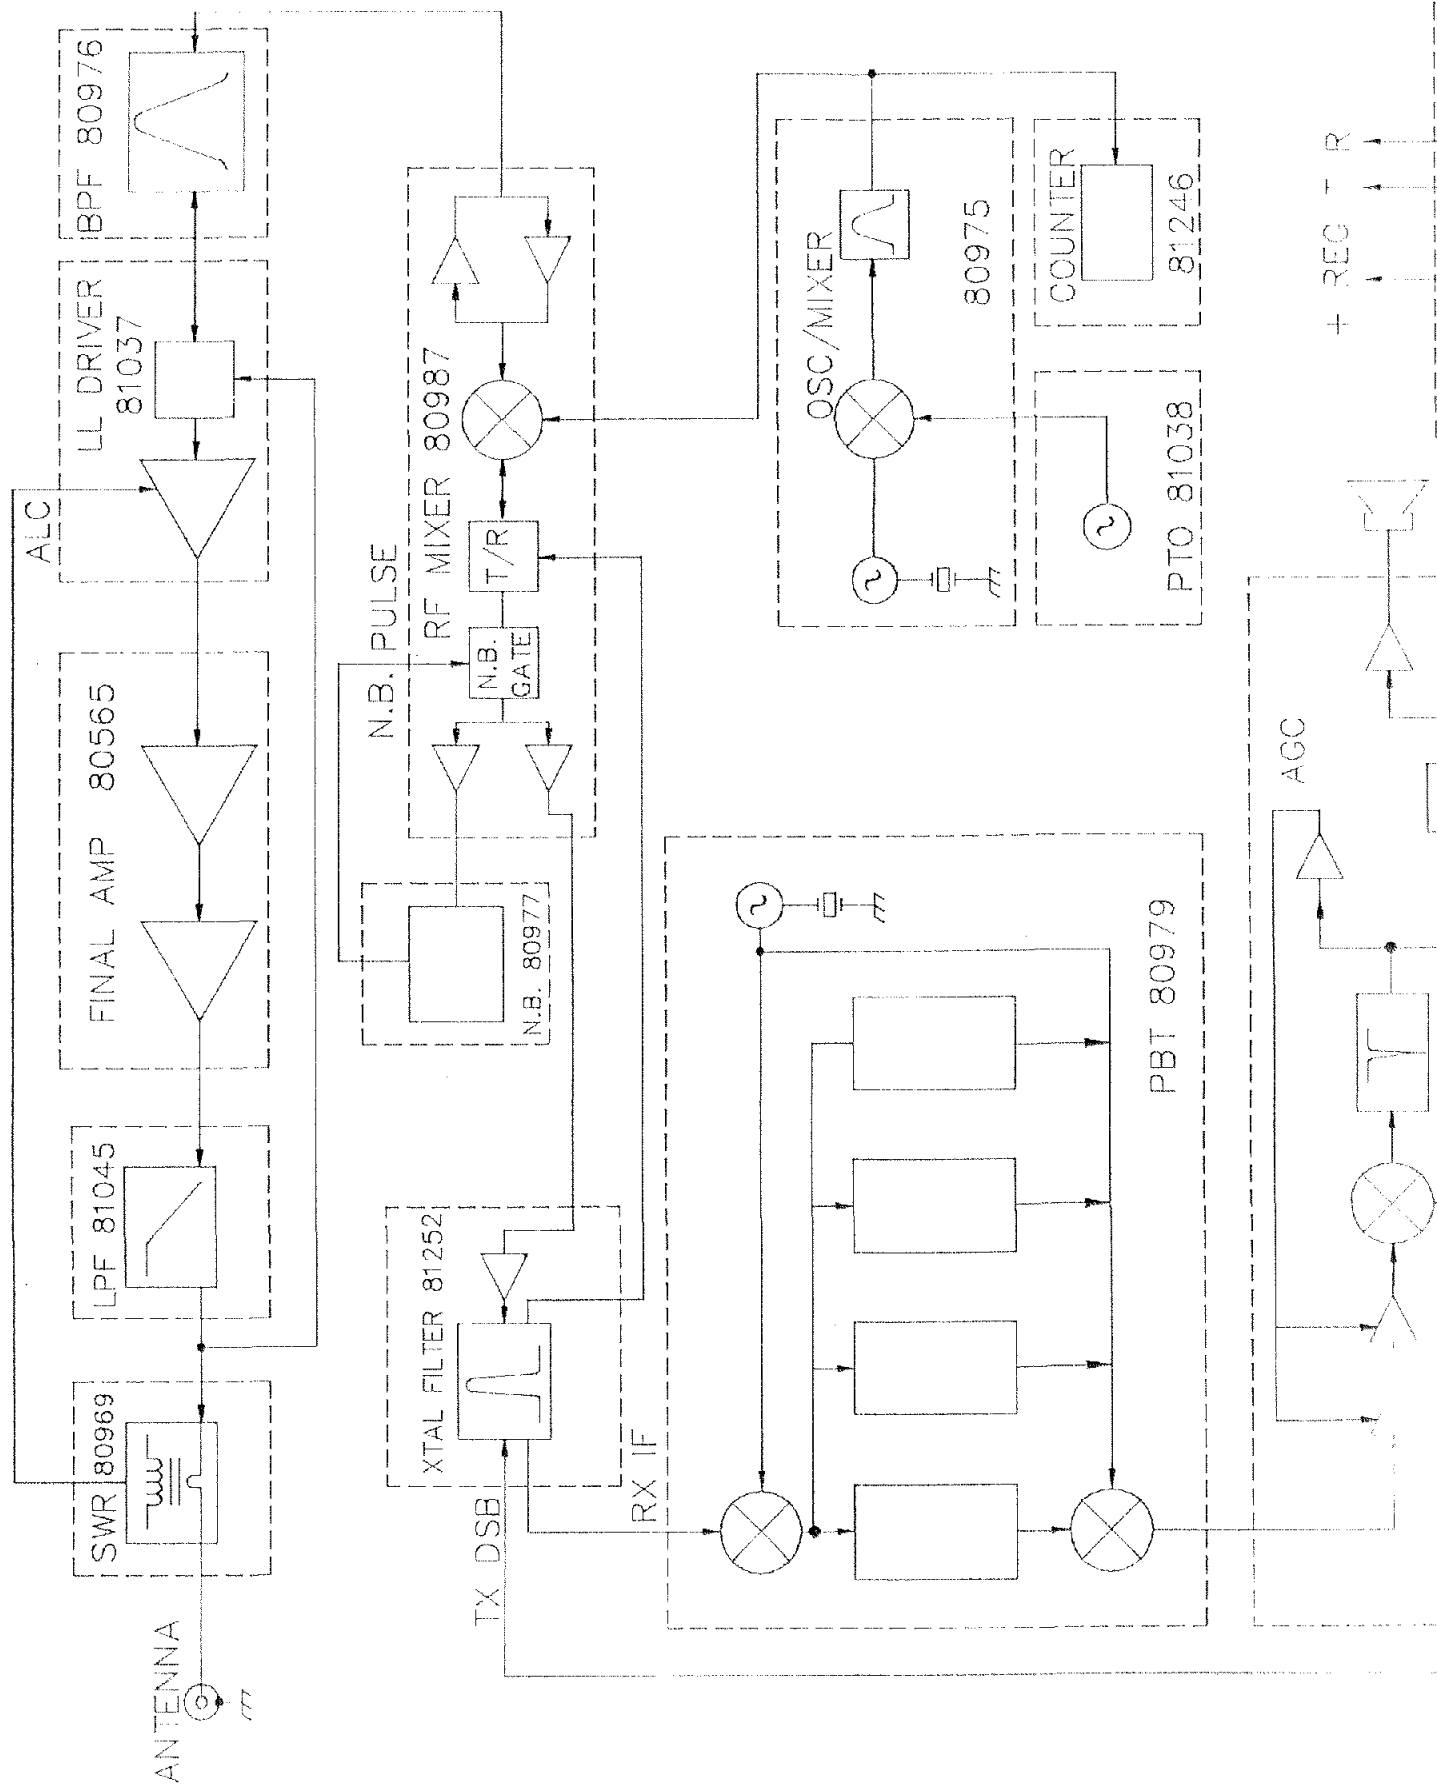 ANTENNA
SWR 80969
LPF 81045
FINAL AMP 80565
ALC
LL DRIVER
81037
BPF 80976
TX DSB
XTAL FILTER 81252
RX IF
N.B. 80977
N.B. PULSE
RF MIXER 80987
N.B.
GATE
T/R
PBT 80979
OSC/MIXER
80975
PTO 81038
COUNTER
81246
AGC
+ REC T R